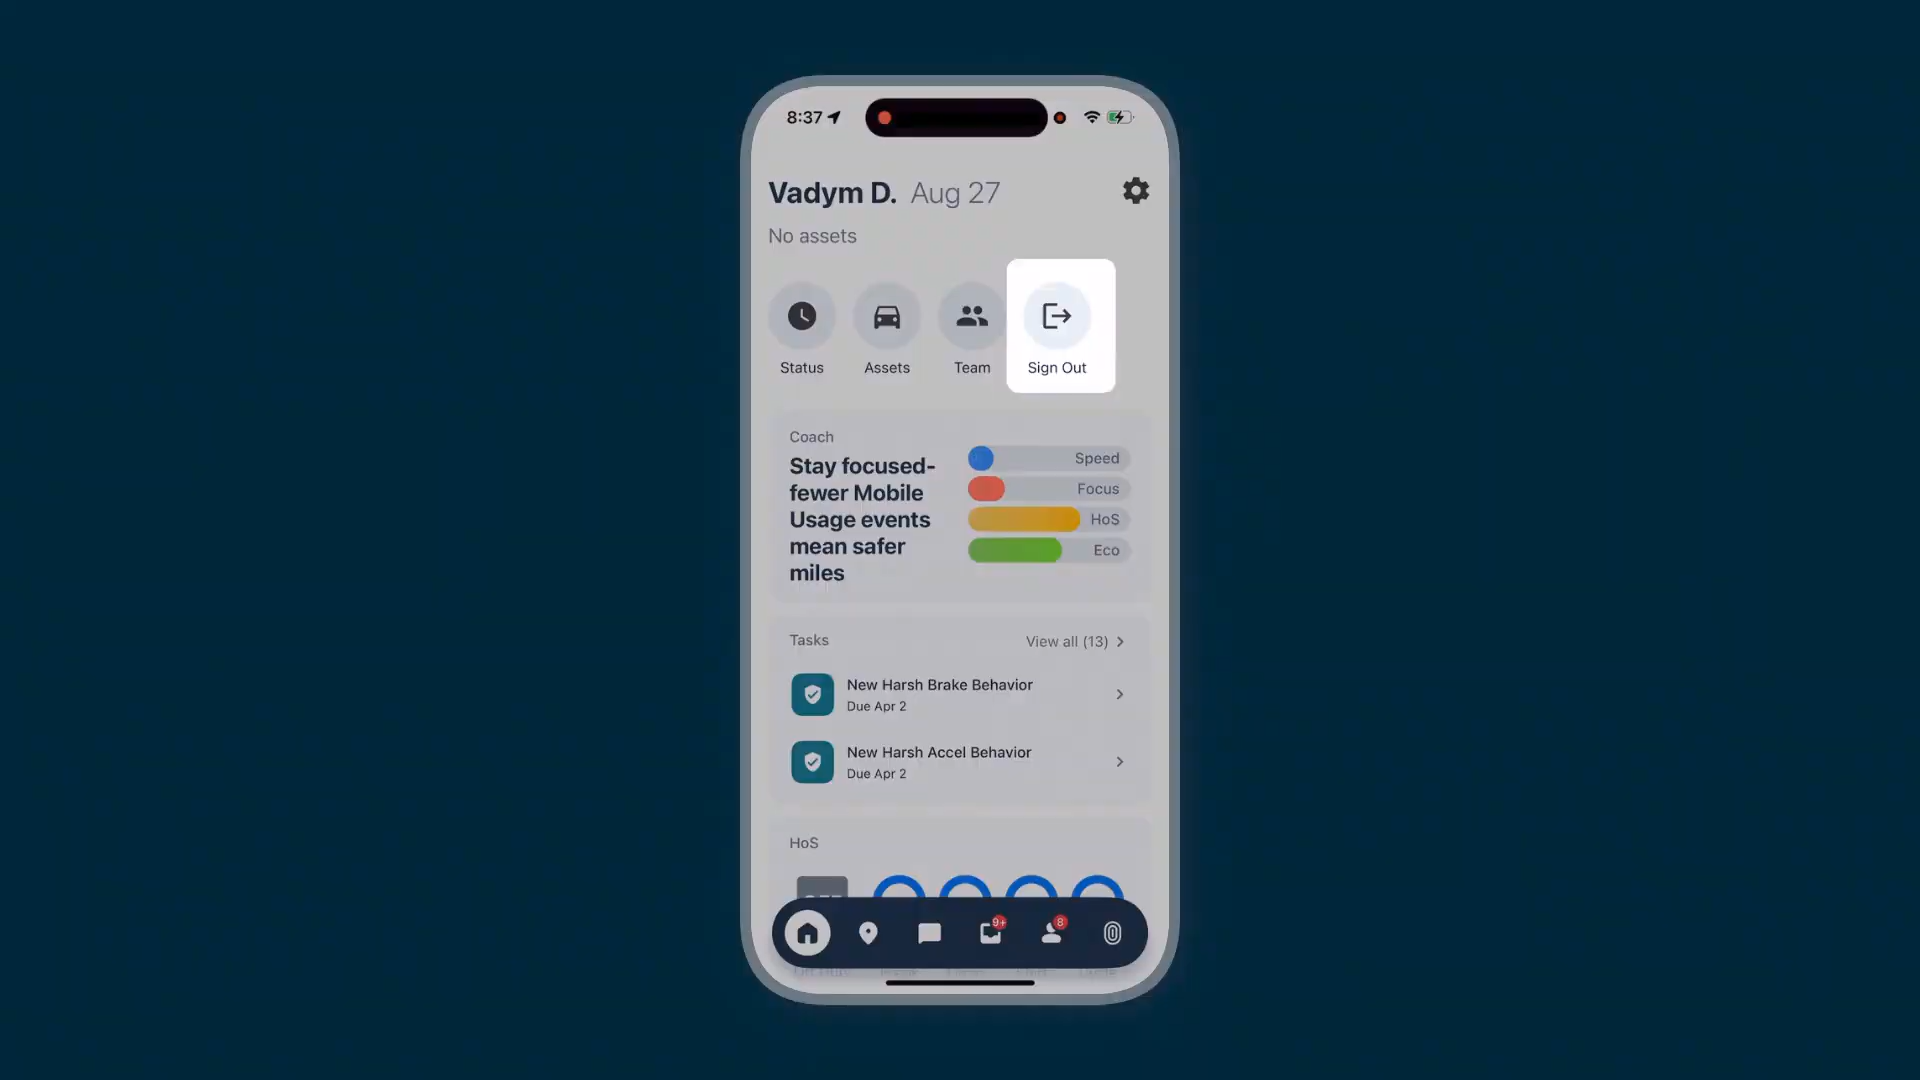 8:37
Vadym D. Aug 27
No assets
Status Assets Team Sign Out
Coach
Stay focused-
fewer Mobile
Usage events
mean safer
miles
Speed
Focus
HoS
Eco
Tasks View all (13)
New Harsh Brake Behavior
Due Apr 2
New Harsh Accel Behavior
Due Apr 2
HoS
9+ 8